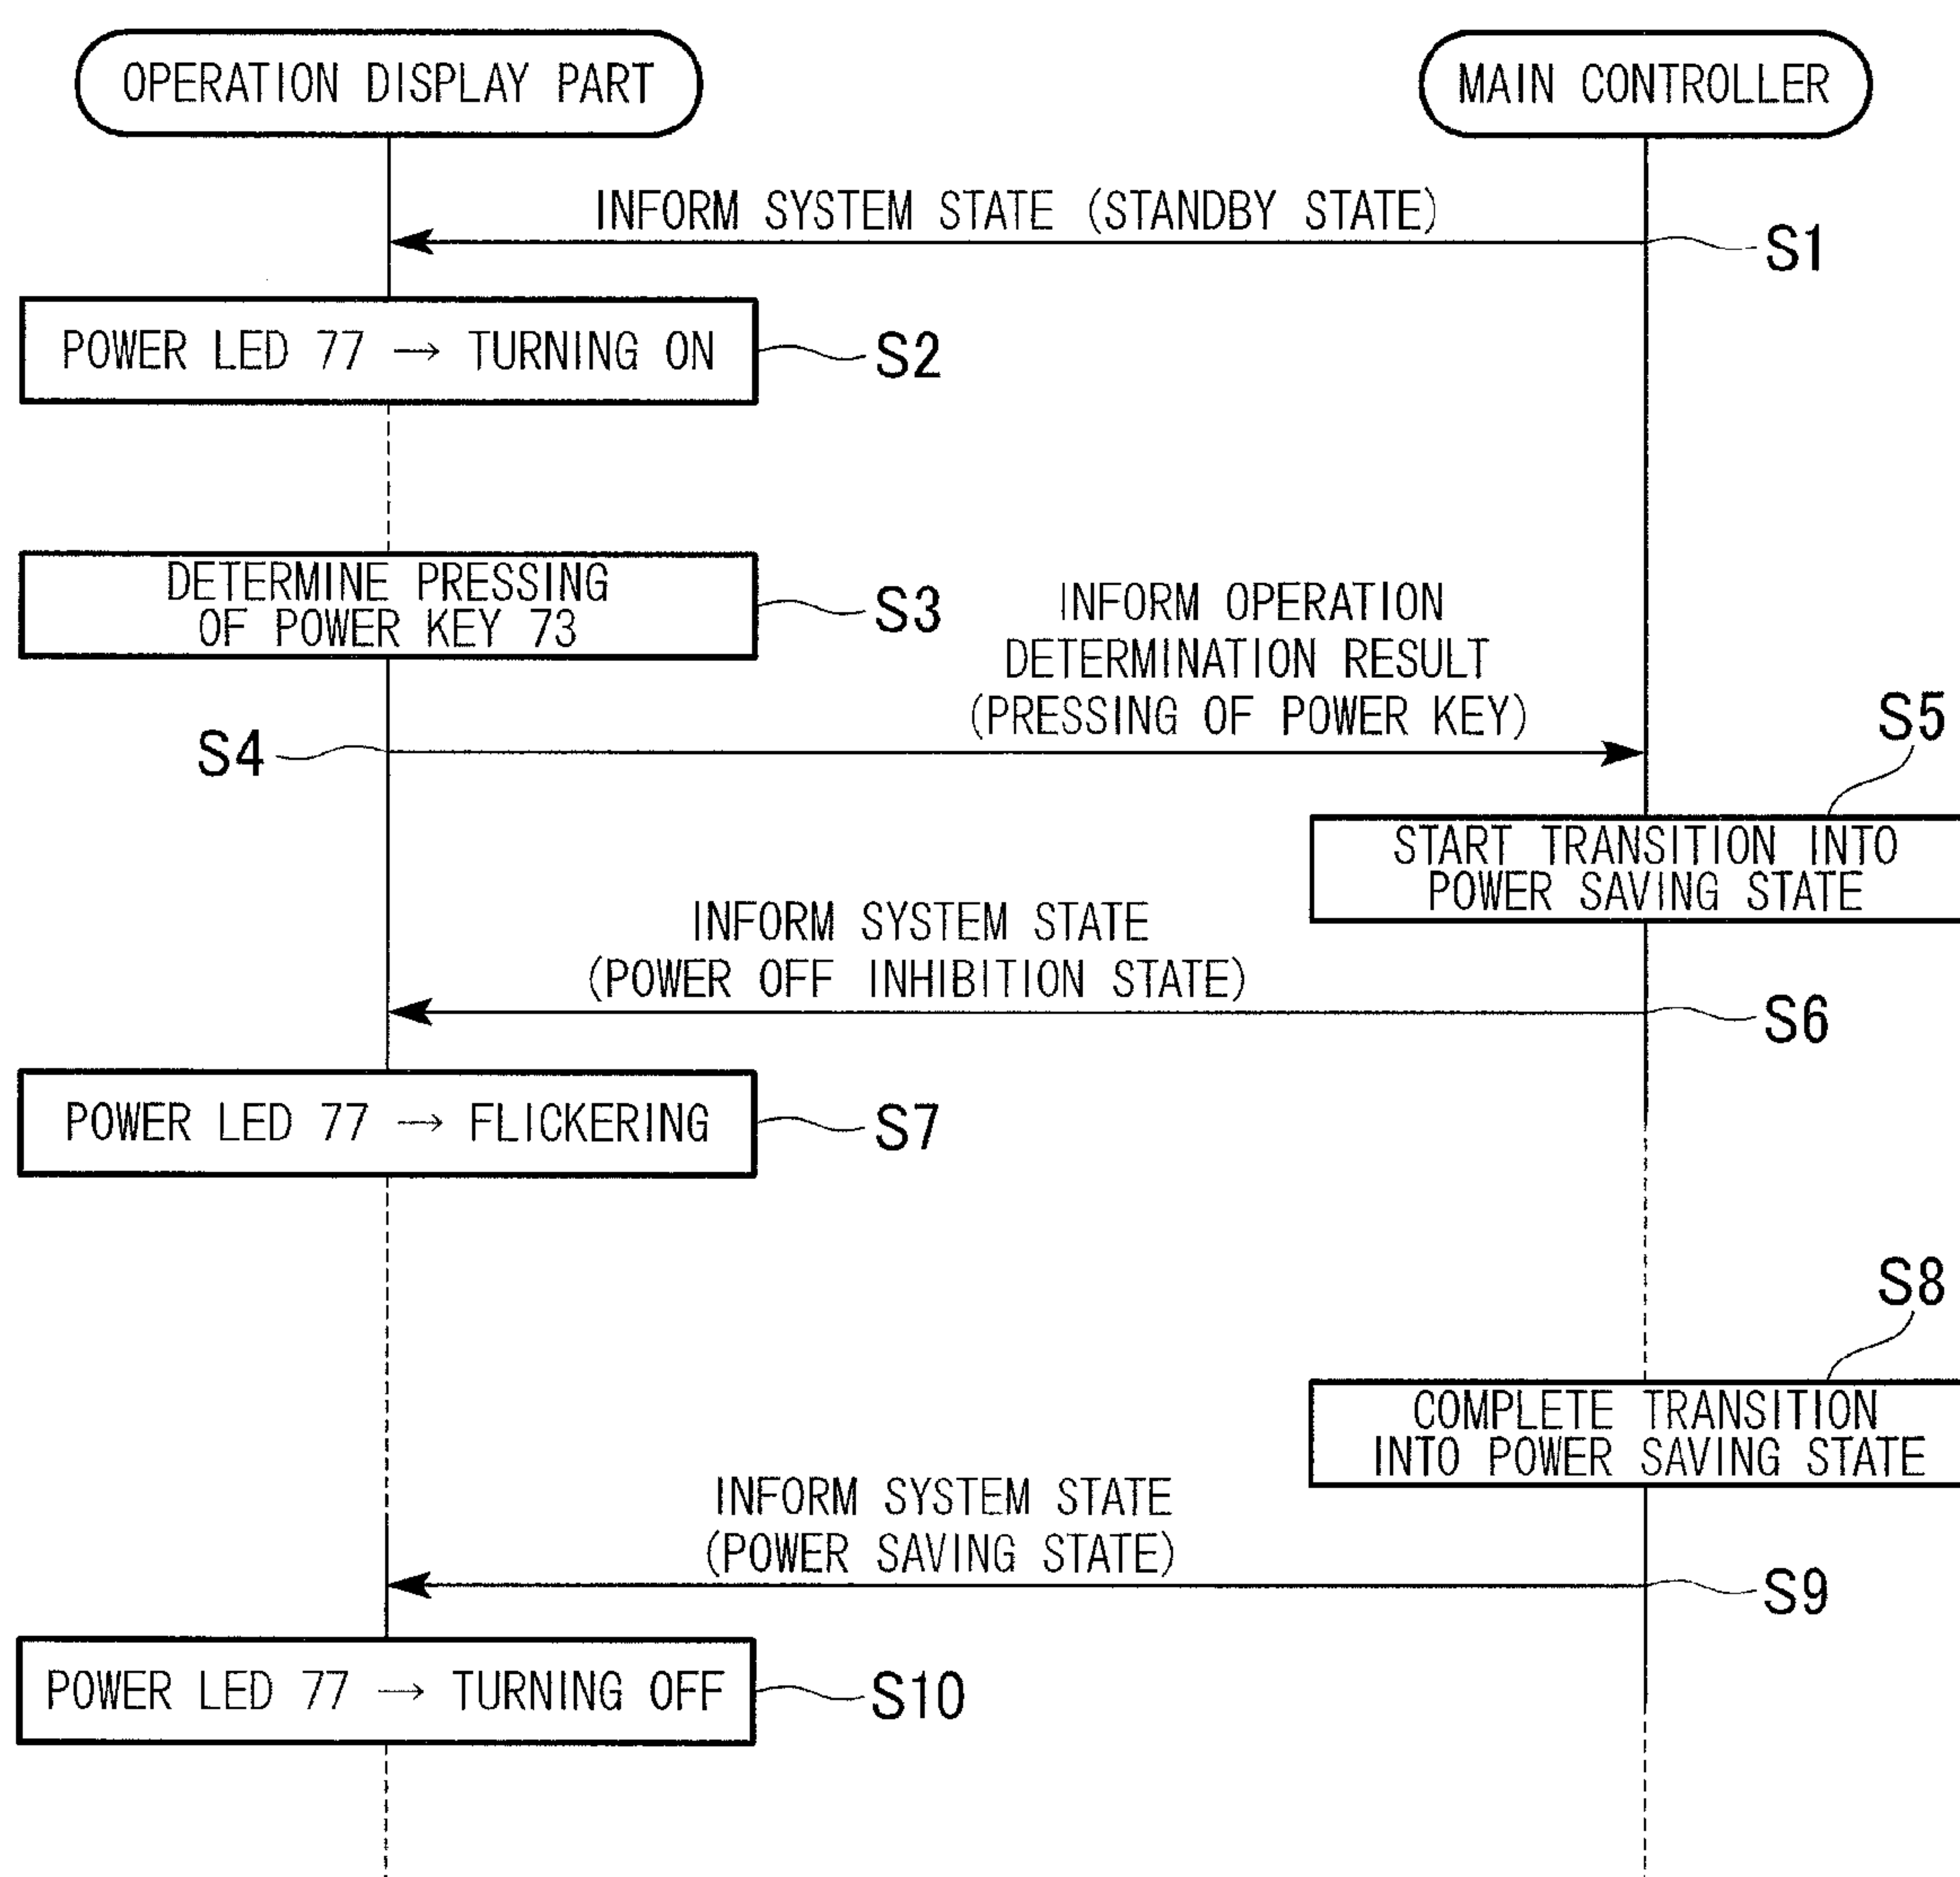 OPERATION DISPLAY PART
MAIN CONTROLLER
INFORM SYSTEM STATE (STANDBY STATE)
S1
POWER LED 77 → TURNING ON
S2
DETERMINE PRESSING
OF POWER KEY 73
S3
INFORM OPERATION
DETERMINATION RESULT
(PRESSING OF POWER KEY)
S4
S5
START TRANSITION INTO
POWER SAVING STATE
INFORM SYSTEM STATE
(POWER OFF INHIBITION STATE)
S6
POWER LED 77 → FLICKERING
S7
S8
COMPLETE TRANSITION
INTO POWER SAVING STATE
INFORM SYSTEM STATE
(POWER SAVING STATE)
S9
POWER LED 77 → TURNING OFF
S10